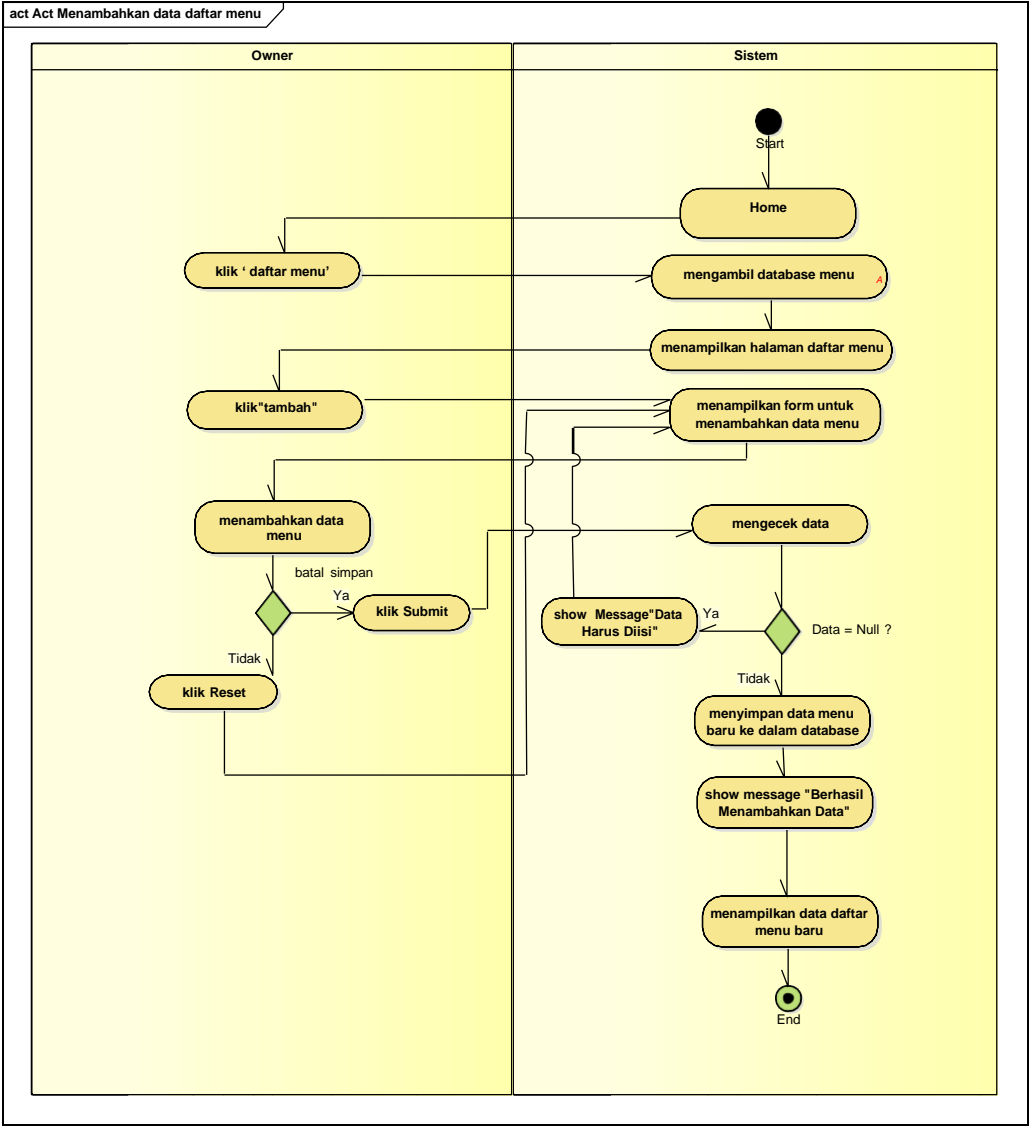 act Act Menambahkan data daftar menu
Owner
Sistem
Start
Home
klik ‘ daftar menu’
mengambil database menu
A
menampilkan halaman daftar menu
klik"tambah"
menampilkan form untuk
menambahkan data menu
menambahkan data
menu
mengecek data
batal simpan
Ya
klik Submit
show Message"Data
Harus Diisi"
Ya
Data = Null ?
Tidak
klik Reset
Tidak
menyimpan data menu
baru ke dalam database
show message "Berhasil
Menambahkan Data"
menampilkan data daftar
menu baru
End